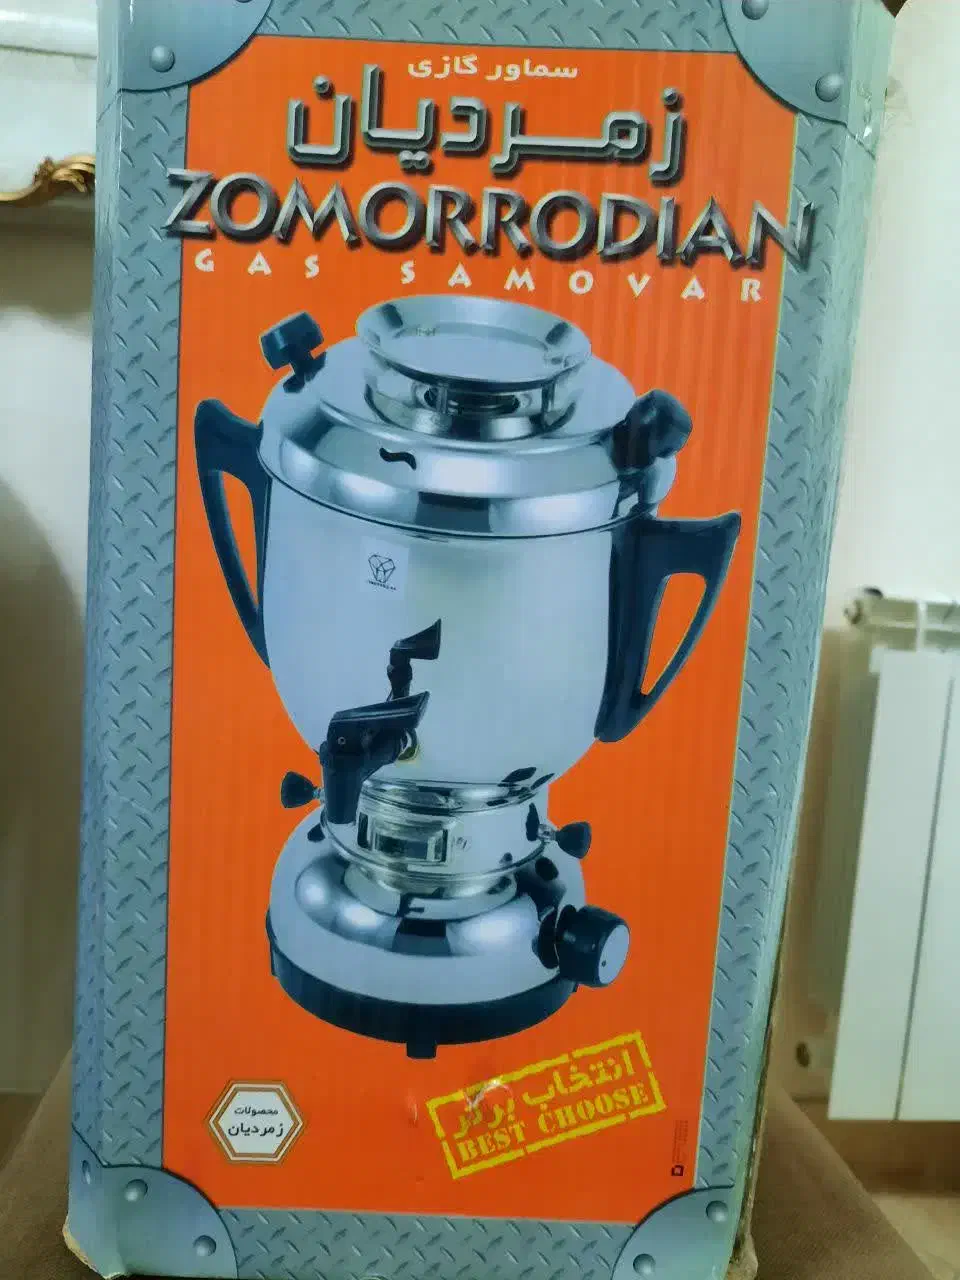 سماور گازی
زمردیان
ZOMORRODIAN
GAS SAMOVAR
انتخاب برتر
BEST CHOOSE
محصولات
زمردیان